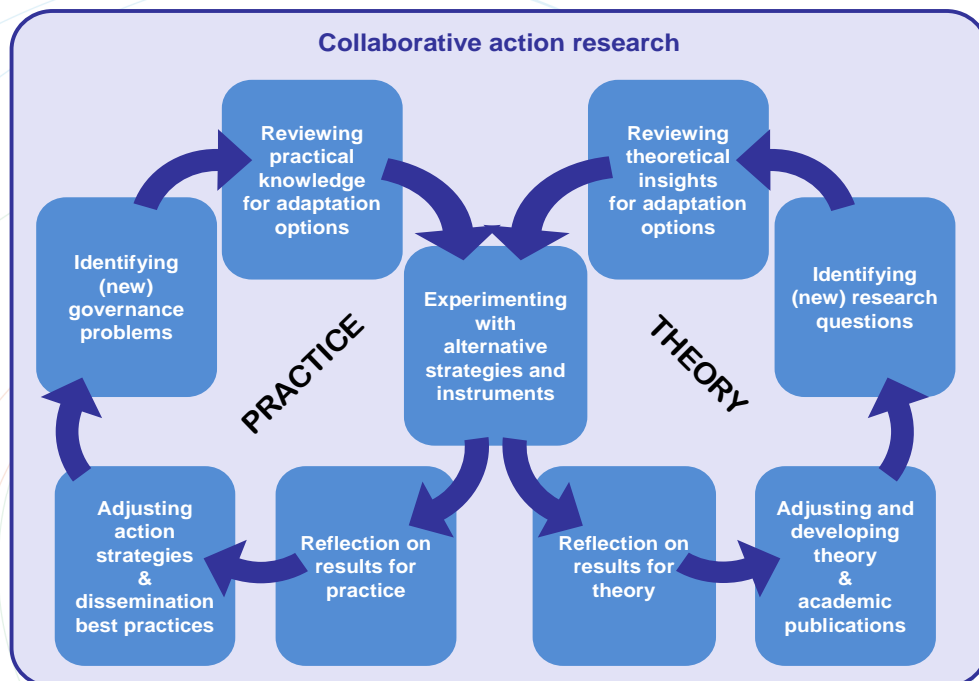 Collaborative action research
Reviewing
practical
knowledge
for adaptation
options
Reviewing
theoretical
insights
for adaptation
options
Identifying
(new)
governance
problems
Experimenting
with
alternative
strategies and
instruments
Identifying
(new) research
questions
PRACTICE
THEORY
Adjusting
action
strategies
&
dissemination
best practices
Reflection on
results for
practice
Reflection on
results for
theory
Adjusting and
developing
theory
&
academic
publications